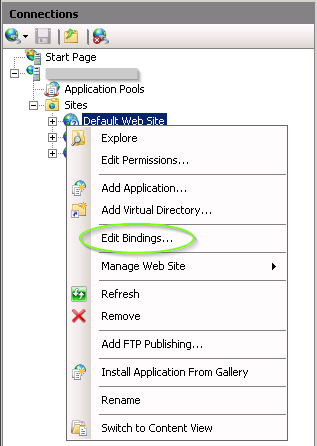 Connections
Start Page
Application Pools
Sites
Default Web Site
Explore
Edit Permissions...
Add Application...
Add Virtual Directory...
Edit Bindings...
Manage Web Site
Refresh
Remove
Add FTP Publishing...
Install Application From Gallery
Rename
Switch to Content View